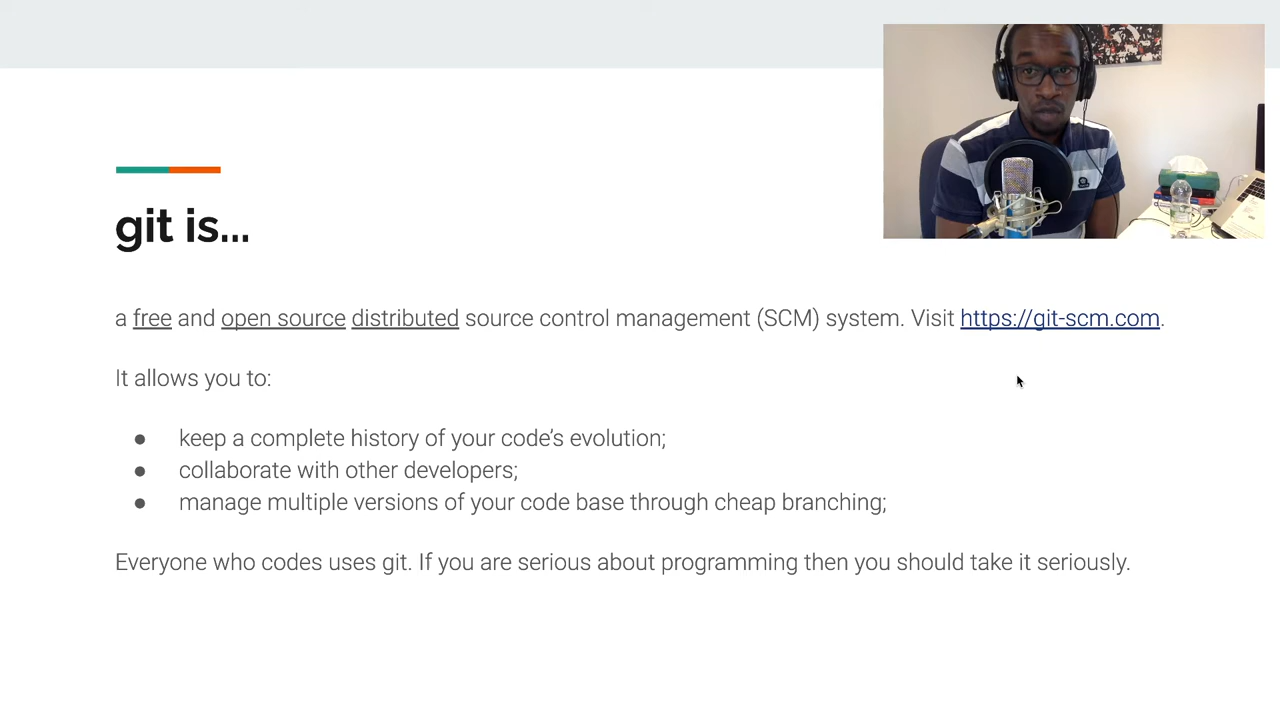 git is...
a free and open source distributed source control management (SCM) system. Visit https://git-scm.com.
It allows you to:
● keep a complete history of your code’s evolution;
● collaborate with other developers;
● manage multiple versions of your code base through cheap branching;
Everyone who codes uses git. If you are serious about programming then you should take it seriously.